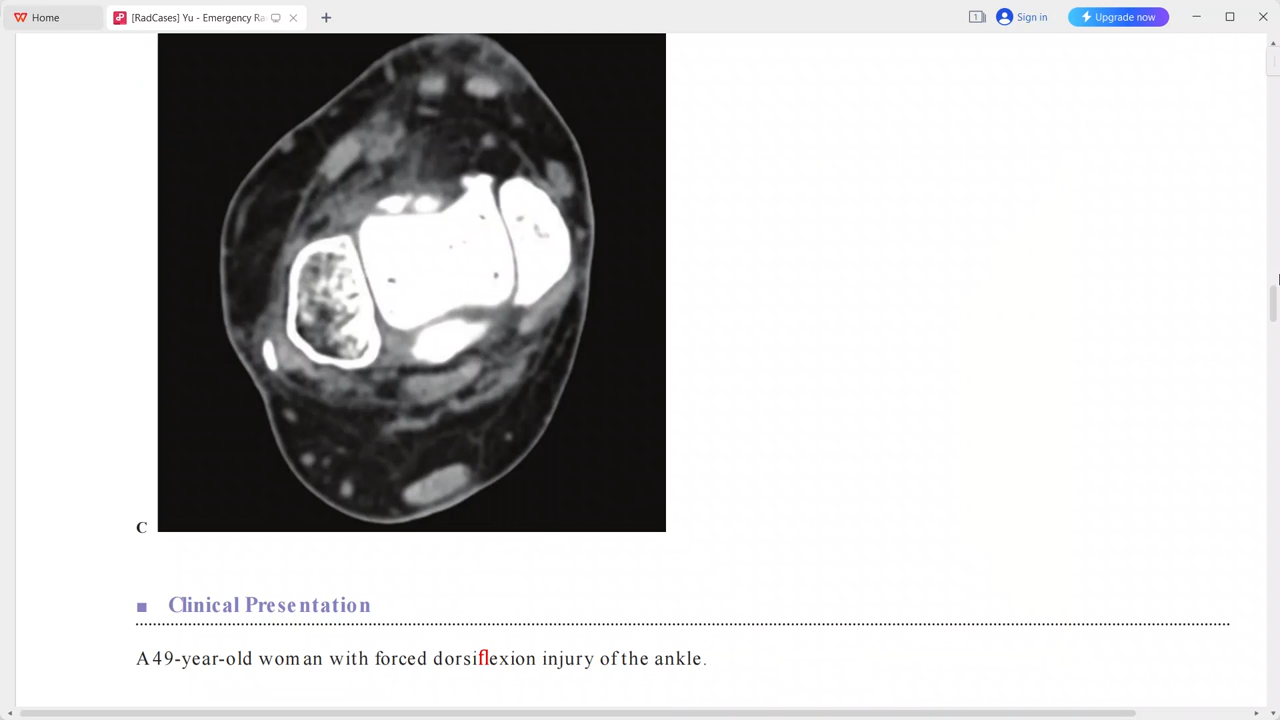 Home
[RadCases] Yu - Emergency Ra
1
Sign in
Upgrade now
C
Clinical Presentation
A 49-year-old woman with forced dorsiflexion injury of the ankle.